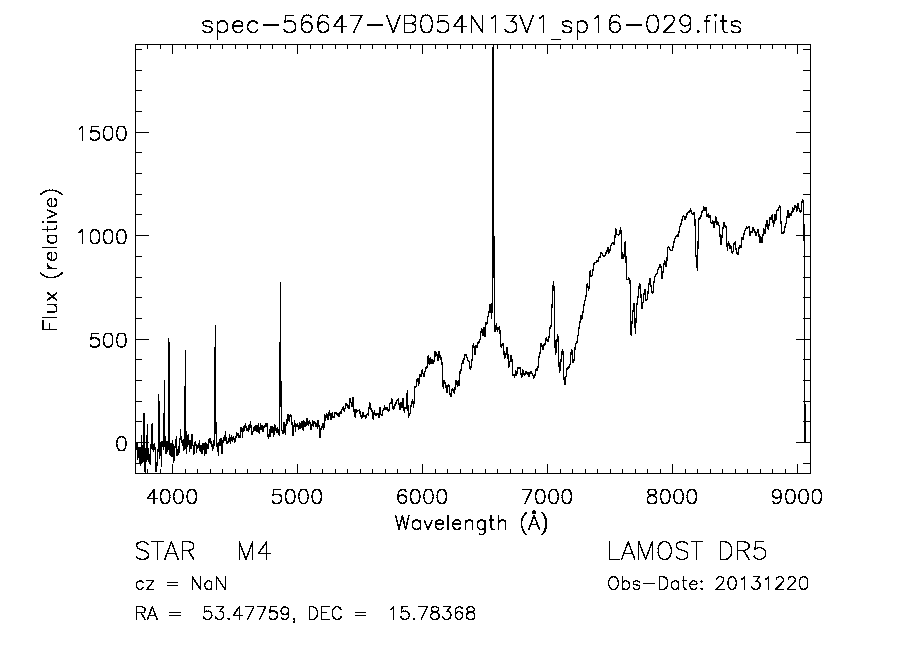 spec-56647-VB054N13V1_sp16-029.fits
1500
1000
500
0
Flux (relative)
4000 5000 6000 7000 8000 9000
Wavelength (Å)
STAR M4 LAMOST DR5
cz = NaN Obs-Date: 20131220
RA = 53.47759, DEC = 15.78368